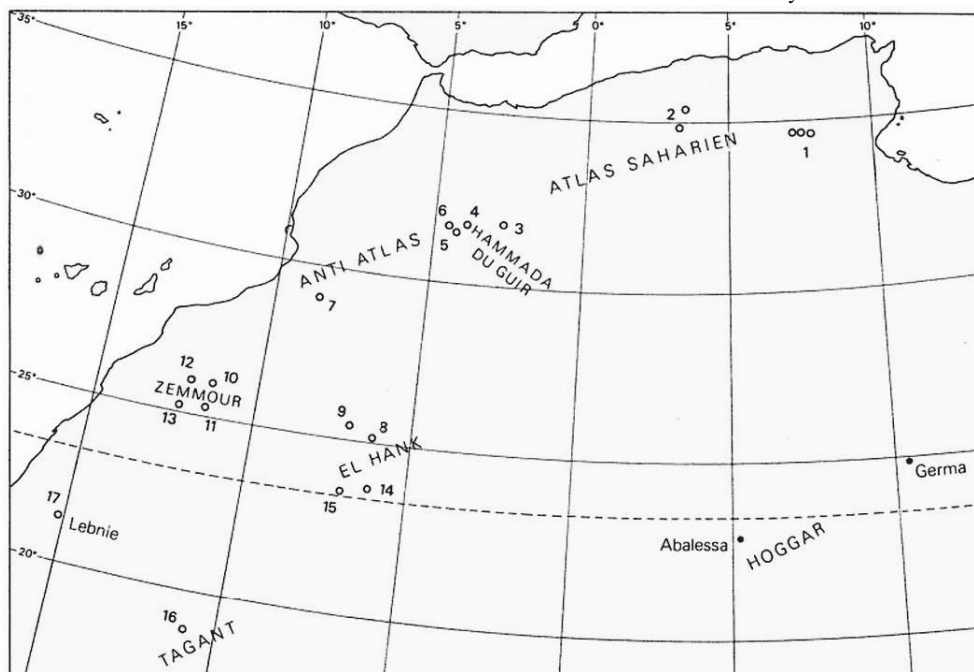 35°
15°
10°
5°
0°
5°
10°
2
1
ATLAS SAHARIEN
30°
6
4
3
5
HAMMADA
DU GUIR
ANTI ATLAS
7
25°
12
10
ZEMMOUR
13
11
9
8
EL HANK
15
14
Germa
17
Lebnie
Abalessa
HOGGAR
20°
16
TAGANT